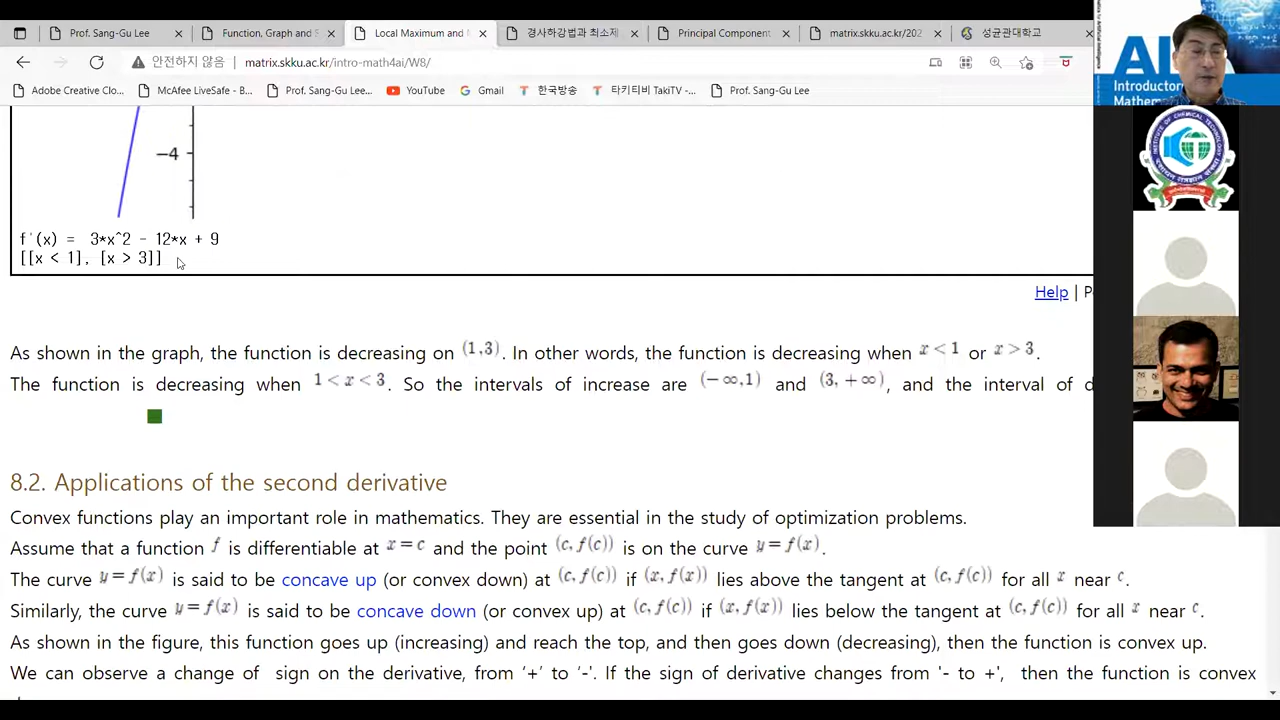 Prof. Sang-Gu Lee
Function, Graph and
Local Maximum and
경사하강법과 최소제
Principal Component
matrix.skku.ac.kr/202
성균관대학교
안전하지 않음
matrix.skku.ac.kr/intro-math4ai/W8/
Adobe Creative Clo...
McAfee LiveSafe - B...
Prof. Sang-Gu Lee...
YouTube
Gmail
한국방송
타키티비 TakiTV -...
Prof. Sang-Gu Lee
Introductor
Mathem
INSTITUTE OF CHEMICAL TECHNOLOGY
−4
f'(x) = 3*x^2 - 12*x + 9
[[x < 1], [x > 3]]
Help | P
As shown in the graph, the function is decreasing on (1,3). In other words, the function is decreasing when x<1 or x>3.
The function is decreasing when 1<x<3. So the intervals of increase are (−∞,1) and (3,+∞), and the interval of d
8.2. Applications of the second derivative
Convex functions play an important role in mathematics. They are essential in the study of optimization problems.
Assume that a function f is differentiable at x=c and the point (c,f(c)) is on the curve y=f(x).
The curve y=f(x) is said to be concave up (or convex down) at (c,f(c)) if (x,f(x)) lies above the tangent at (c,f(c)) for all x near c.
Similarly, the curve y=f(x) is said to be concave down (or convex up) at (c,f(c)) if (x,f(x)) lies below the tangent at (c,f(c)) for all x near c.
As shown in the figure, this function goes up (increasing) and reach the top, and then goes down (decreasing), then the function is convex up.
We can observe a change of sign on the derivative, from ‘+’ to ‘-’. If the sign of derivative changes from '- to +', then the function is convex